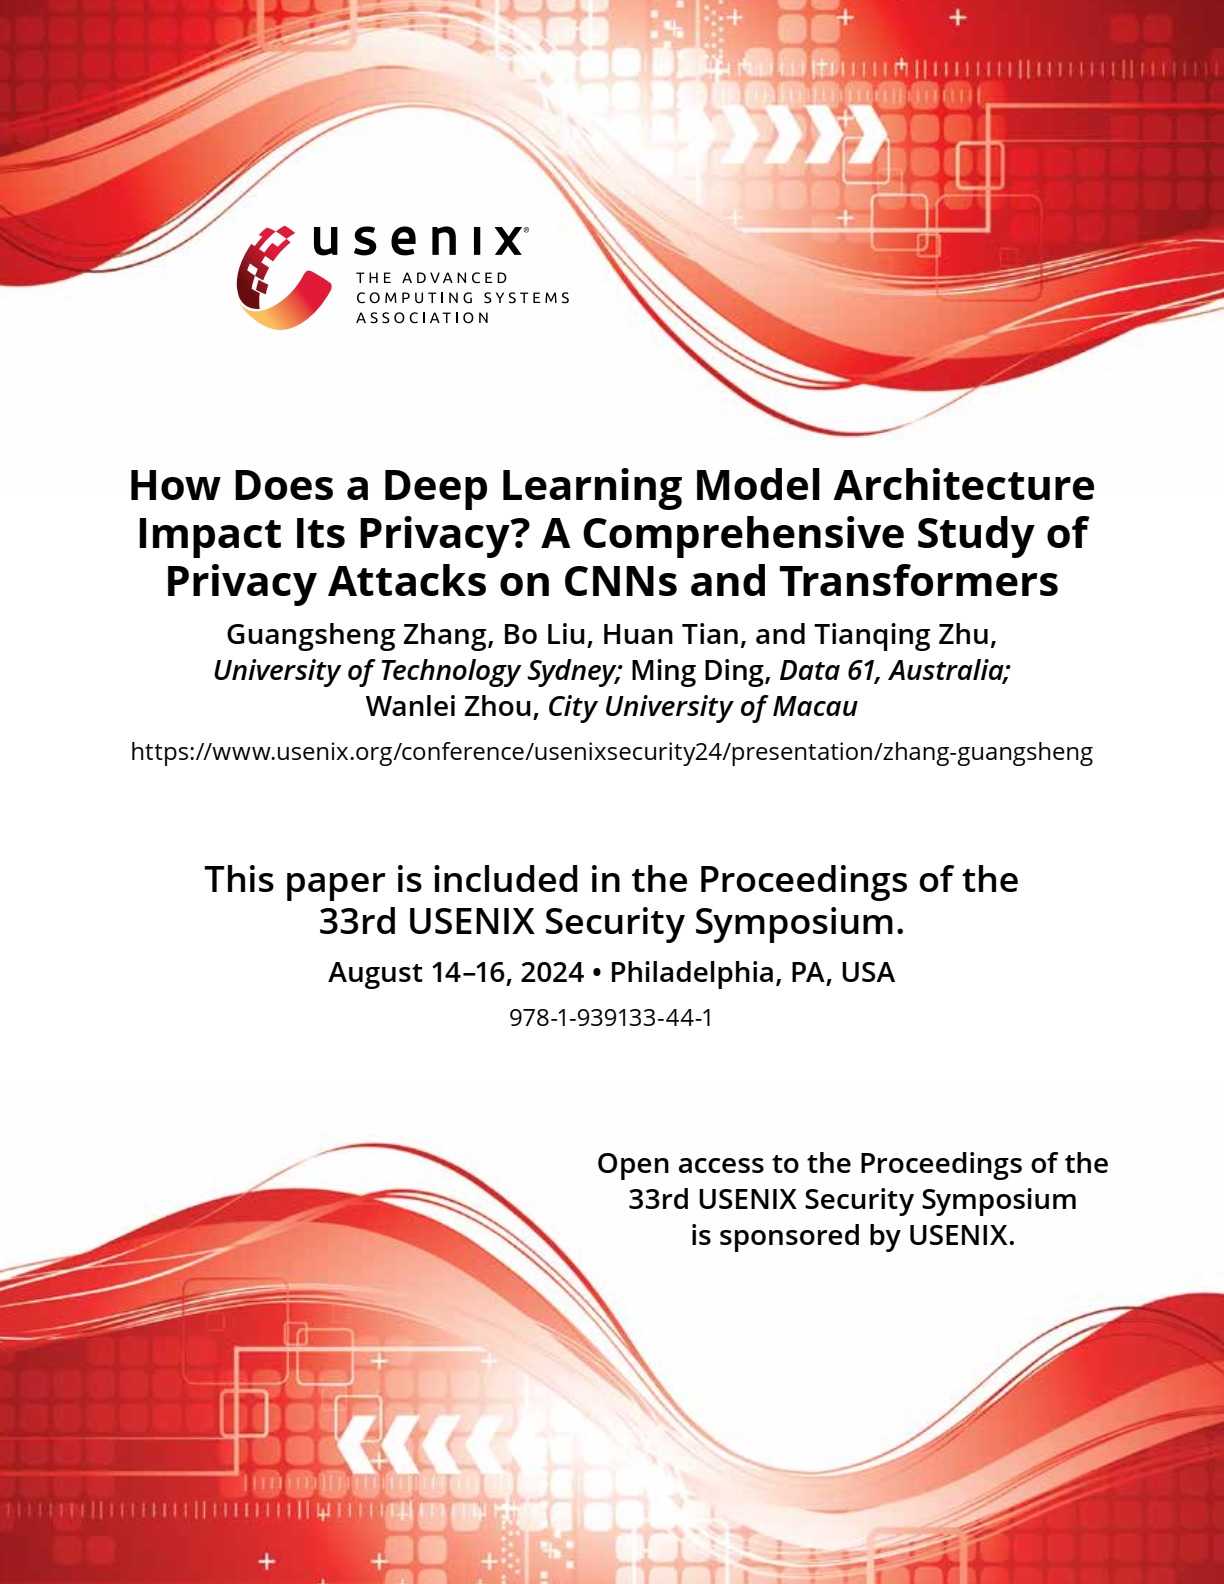 usenix®
THE ADVANCED
COMPUTING SYSTEMS
ASSOCIATION
How Does a Deep Learning Model Architecture
Impact Its Privacy? A Comprehensive Study of
Privacy Attacks on CNNs and Transformers
Guangsheng Zhang, Bo Liu, Huan Tian, and Tianqing Zhu,
University of Technology Sydney; Ming Ding, Data 61, Australia;
Wanlei Zhou, City University of Macau
https://www.usenix.org/conference/usenixsecurity24/presentation/zhang-guangsheng
This paper is included in the Proceedings of the
33rd USENIX Security Symposium.
August 14–16, 2024 • Philadelphia, PA, USA
978-1-939133-44-1
Open access to the Proceedings of the
33rd USENIX Security Symposium
is sponsored by USENIX.